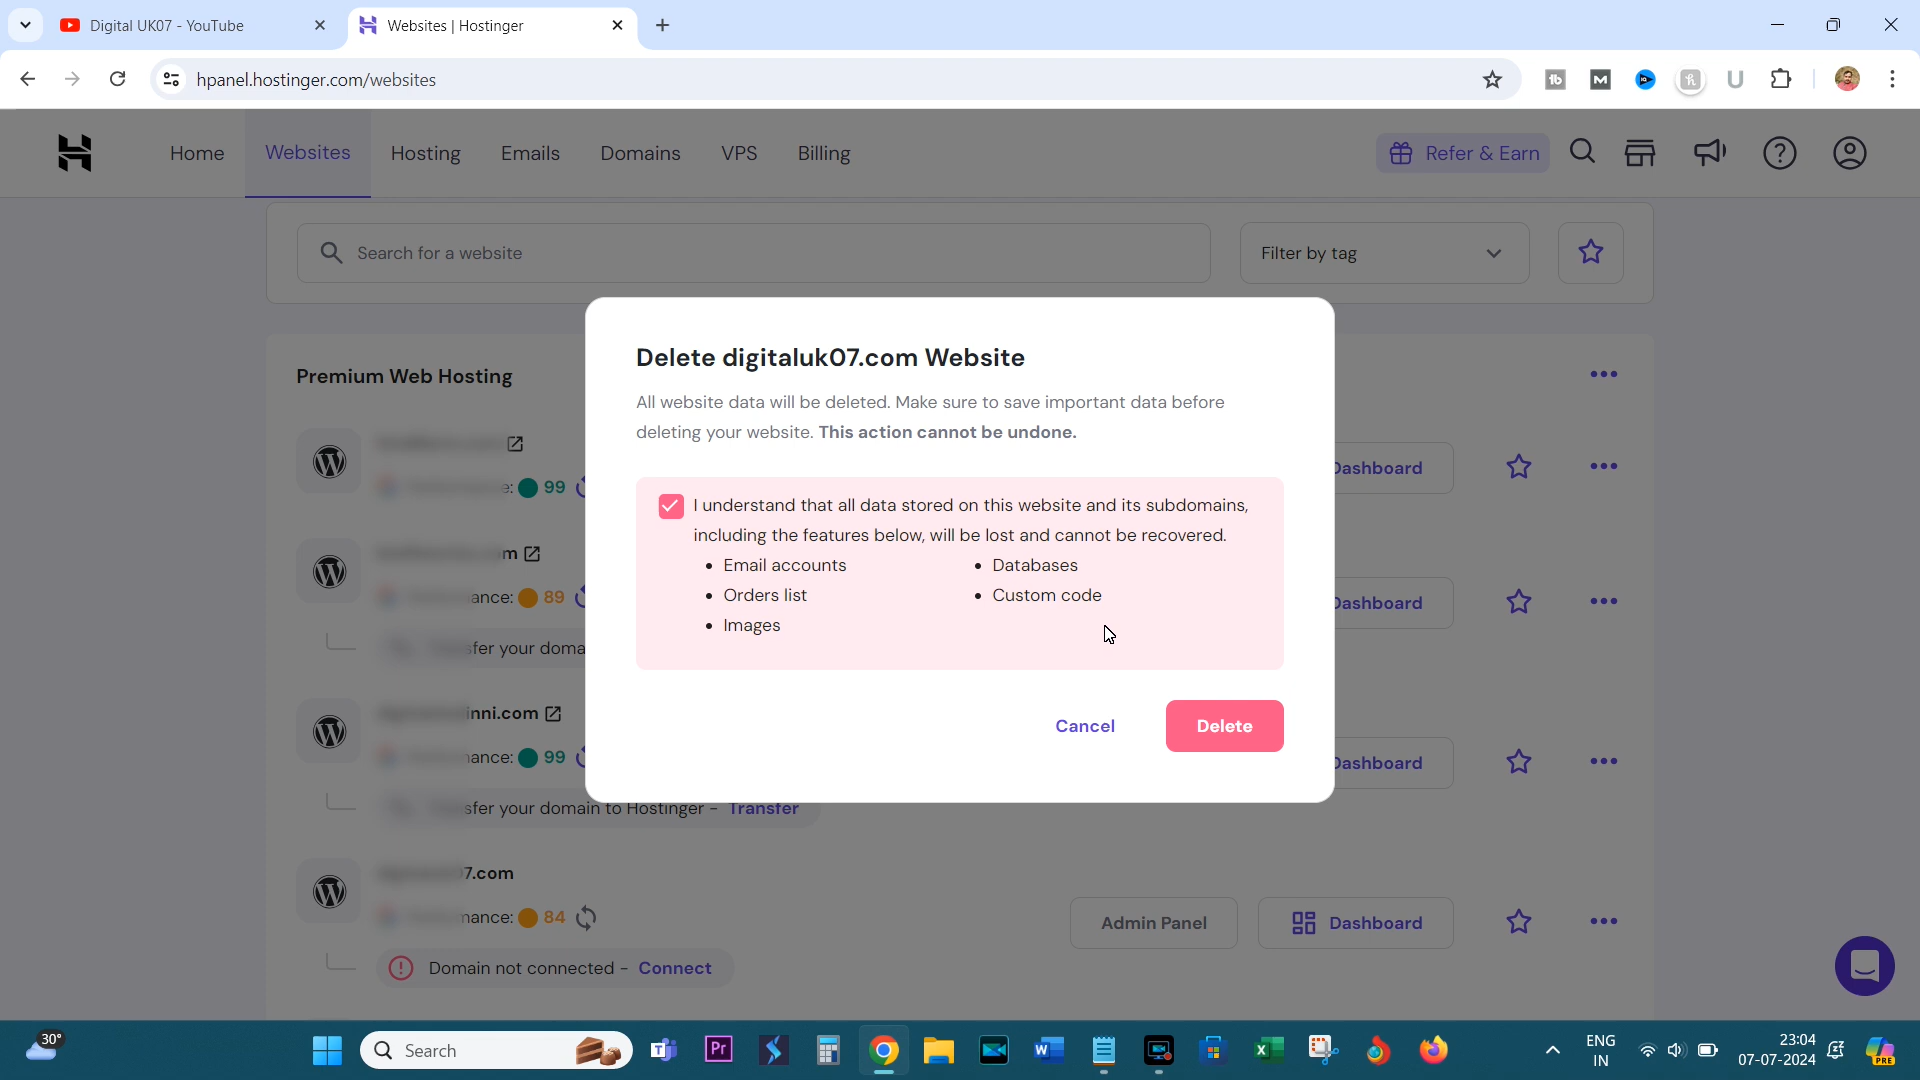 Digital UK07 - YouTube
Websites | Hostinger
hpanel.hostinger.com/websites
Home
Websites
Hosting
Emails
Domains
VPS
Billing
Refer & Earn
Search for a website
Filter by tag
Delete digitaluk07.com Website
All website data will be deleted. Make sure to save important data before
deleting your website. This action cannot be undone.
I understand that all data stored on this website and its subdomains,
including the features below, will be lost and cannot be recovered.
• Email accounts
• Databases
• Orders list
• Custom code
• Images
Cancel
Delete
Premium Web Hosting
99
Dashboard
m
ance: 89
Dashboard
sfer your doma
inni.com
ance: 99
Dashboard
sfer your domain to Hostinger - Transfer
7.com
mance: 84
Admin Panel
Dashboard
Domain not connected - Connect
30°
Search
ENG
IN
23:04
07-07-2024